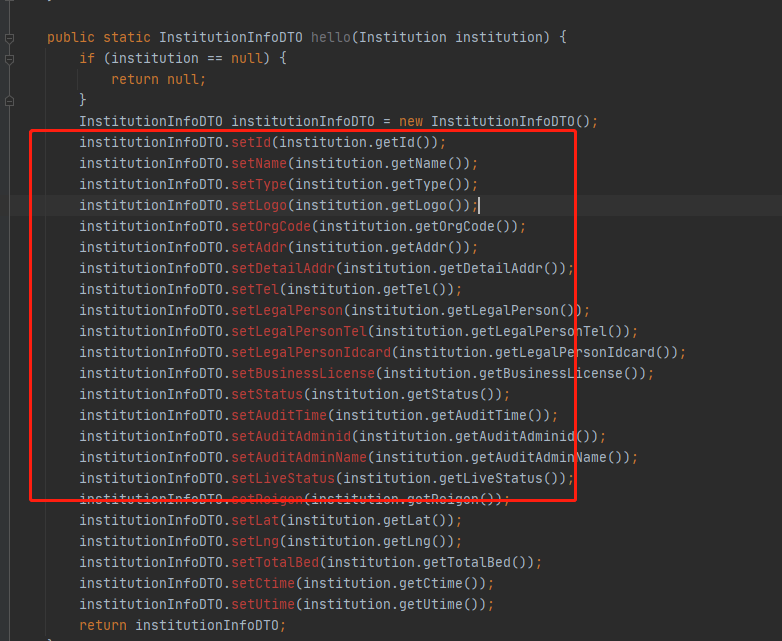 public static InstitutionInfoDTO hello(Institution institution) {
if (institution == null) {
return null;
}
InstitutionInfoDTO institutionInfoDTO = new InstitutionInfoDTO();
institutionInfoDTO.setId(institution.getId());
institutionInfoDTO.setName(institution.getName());
institutionInfoDTO.setType(institution.getType());
institutionInfoDTO.setLogo(institution.getLogo());
institutionInfoDTO.setOrgCode(institution.getOrgCode());
institutionInfoDTO.setAddr(institution.getAddr());
institutionInfoDTO.setDetailAddr(institution.getDetailAddr());
institutionInfoDTO.setTel(institution.getTel());
institutionInfoDTO.setLegalPerson(institution.getLegalPerson());
institutionInfoDTO.setLegalPersonTel(institution.getLegalPersonTel());
institutionInfoDTO.setLegalPersonIdcard(institution.getLegalPersonIdcard());
institutionInfoDTO.setBusinessLicense(institution.getBusinessLicense());
institutionInfoDTO.setStatus(institution.getStatus());
institutionInfoDTO.setAuditTime(institution.getAuditTime());
institutionInfoDTO.setAuditAdminid(institution.getAuditAdminid());
institutionInfoDTO.setAuditAdminName(institution.getAuditAdminName());
institutionInfoDTO.setLiveStatus(institution.getLiveStatus());
institutionInfoDTO.setReigon(institution.getReigon());
institutionInfoDTO.setLat(institution.getLat());
institutionInfoDTO.setLng(institution.getLng());
institutionInfoDTO.setTotalBed(institution.getTotalBed());
institutionInfoDTO.setCtime(institution.getCtime());
institutionInfoDTO.setUtime(institution.getUtime());
return institutionInfoDTO;